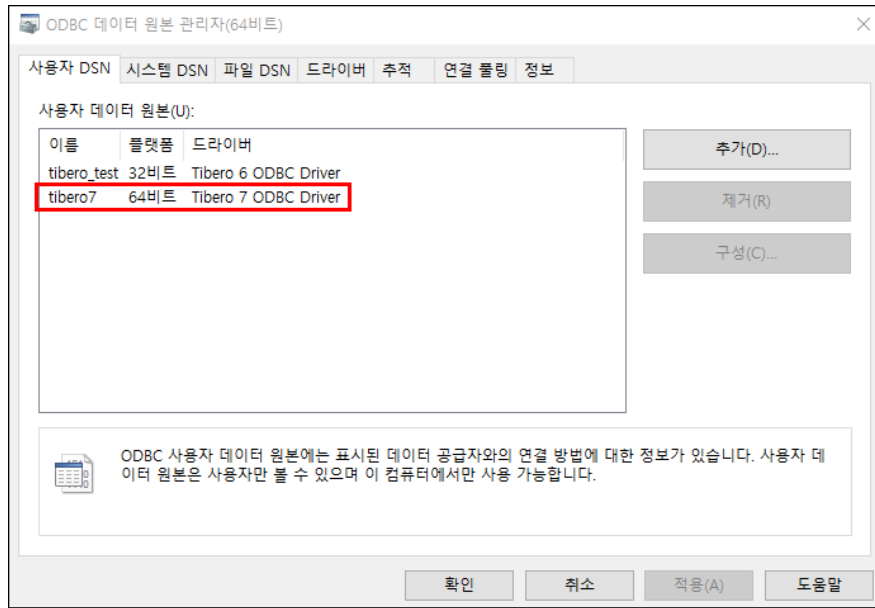 ODBC 데이터 원본 관리자(64비트)
사용자 DSN 시스템 DSN 파일 DSN 드라이버 추적 연결 풀링 정보
사용자 데이터 원본(U):
이름 플랫폼 드라이버
tibero_test 32비트 Tibero 6 ODBC Driver
tibero7 64비트 Tibero 7 ODBC Driver
추가(D)...
제거(R)
구성(C)...
ODBC 사용자 데이터 원본에는 표시된 데이터 공급자와의 연결 방법에 대한 정보가 있습니다. 사용자 데
이터 원본은 사용자만 볼 수 있으며 이 컴퓨터에서만 사용 가능합니다.
확인 취소 적용(A) 도움말